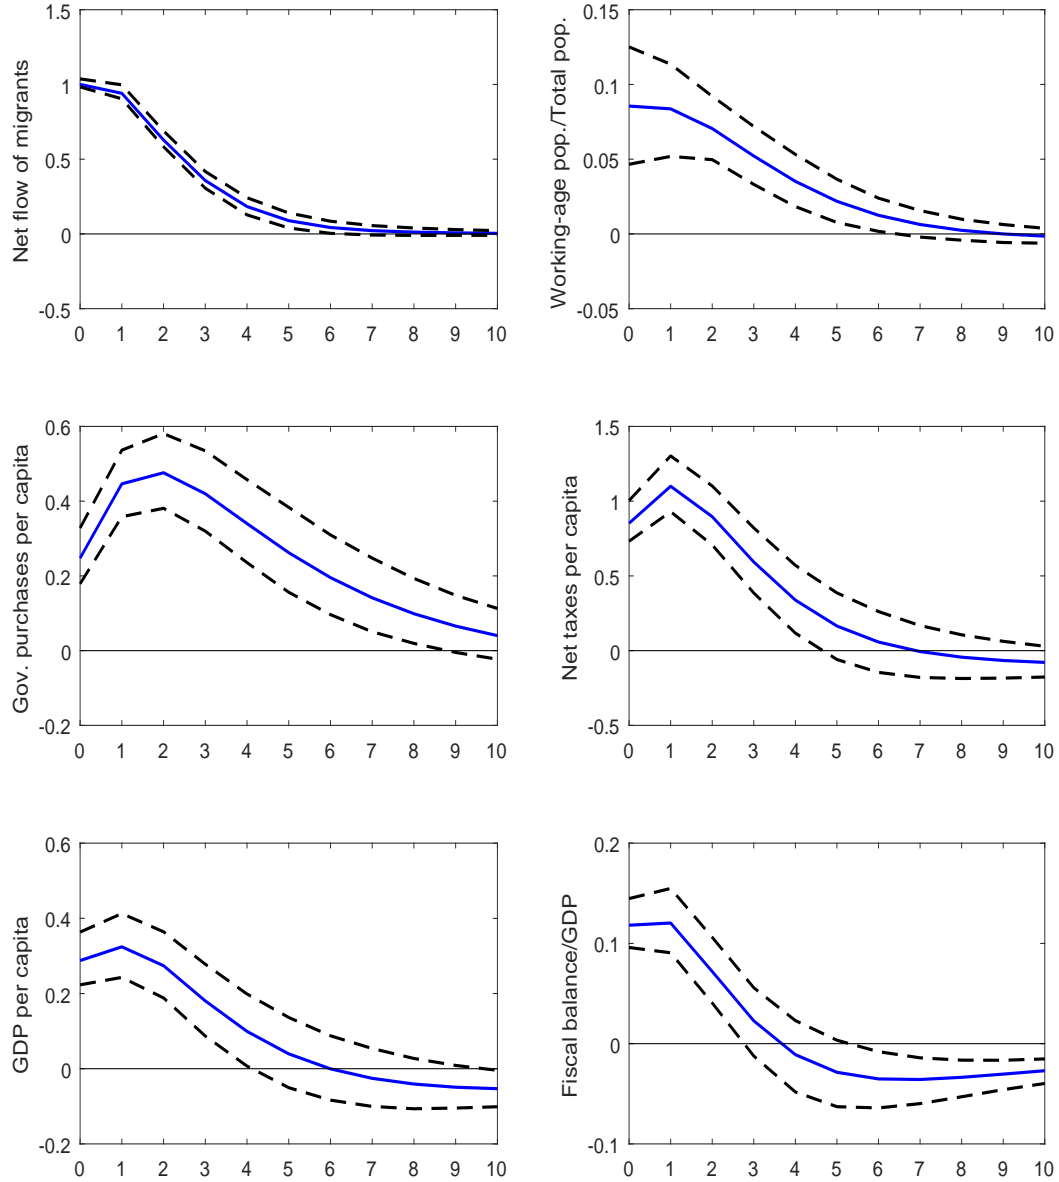 Net flow of migrants
1.5
1
0.5
0
-0.5
0 1 2 3 4 5 6 7 8 9 10
Working-age pop./Total pop.
0.15
0.1
0.05
0
-0.05
0 1 2 3 4 5 6 7 8 9 10
Gov. purchases per capita
0.6
0.4
0.2
0
-0.2
0 1 2 3 4 5 6 7 8 9 10
Net taxes per capita
1.5
1
0.5
0
-0.5
0 1 2 3 4 5 6 7 8 9 10
GDP per capita
0.6
0.4
0.2
0
-0.2
0 1 2 3 4 5 6 7 8 9 10
Fiscal balance/GDP
0.2
0.1
0
-0.1
0 1 2 3 4 5 6 7 8 9 10